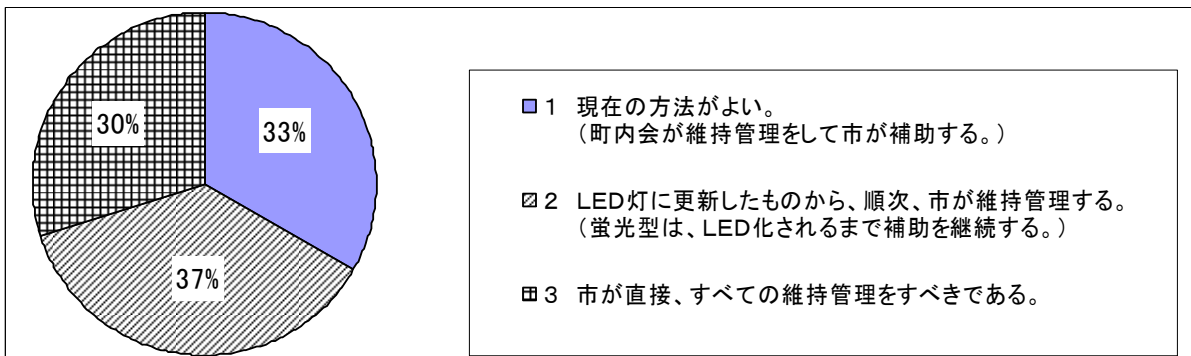 30%
33%
37%
1 現在の方法がよい。
(町内会が維持管理をして市が補助する。)
2 LED灯に更新したものから、順次、市が維持管理する。
(蛍光型は、LED化されるまで補助を継続する。)
3 市が直接、すべての維持管理をすべきである。